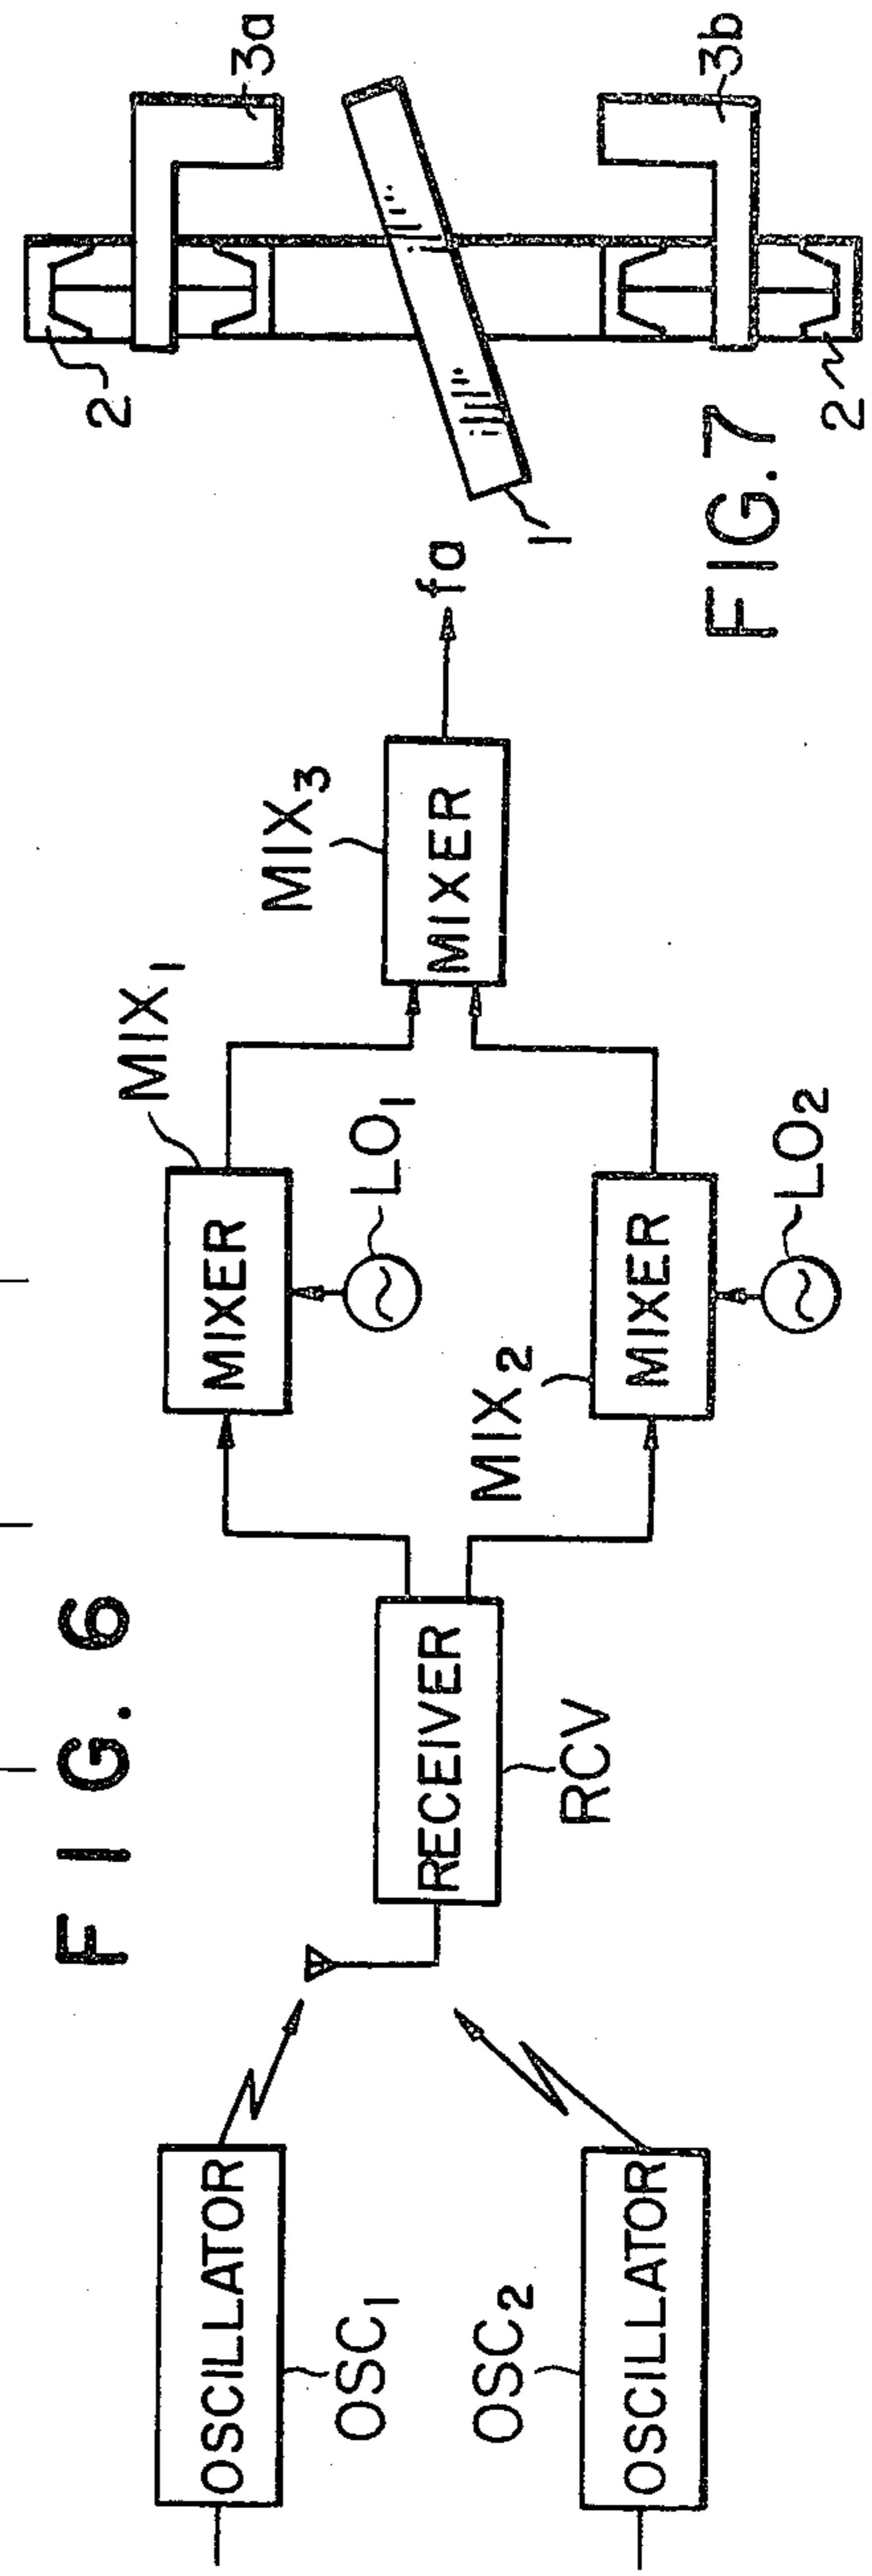 FIG. 6
OSCILLATOR
OSC1
OSC2
OSCILLATOR
RECEIVER
RCV
MIXER
MIX1
LO1
MIX2
MIXER
LO2
MIX3
MIXER
fa
FIG. 7
2
3a
1
2
3b